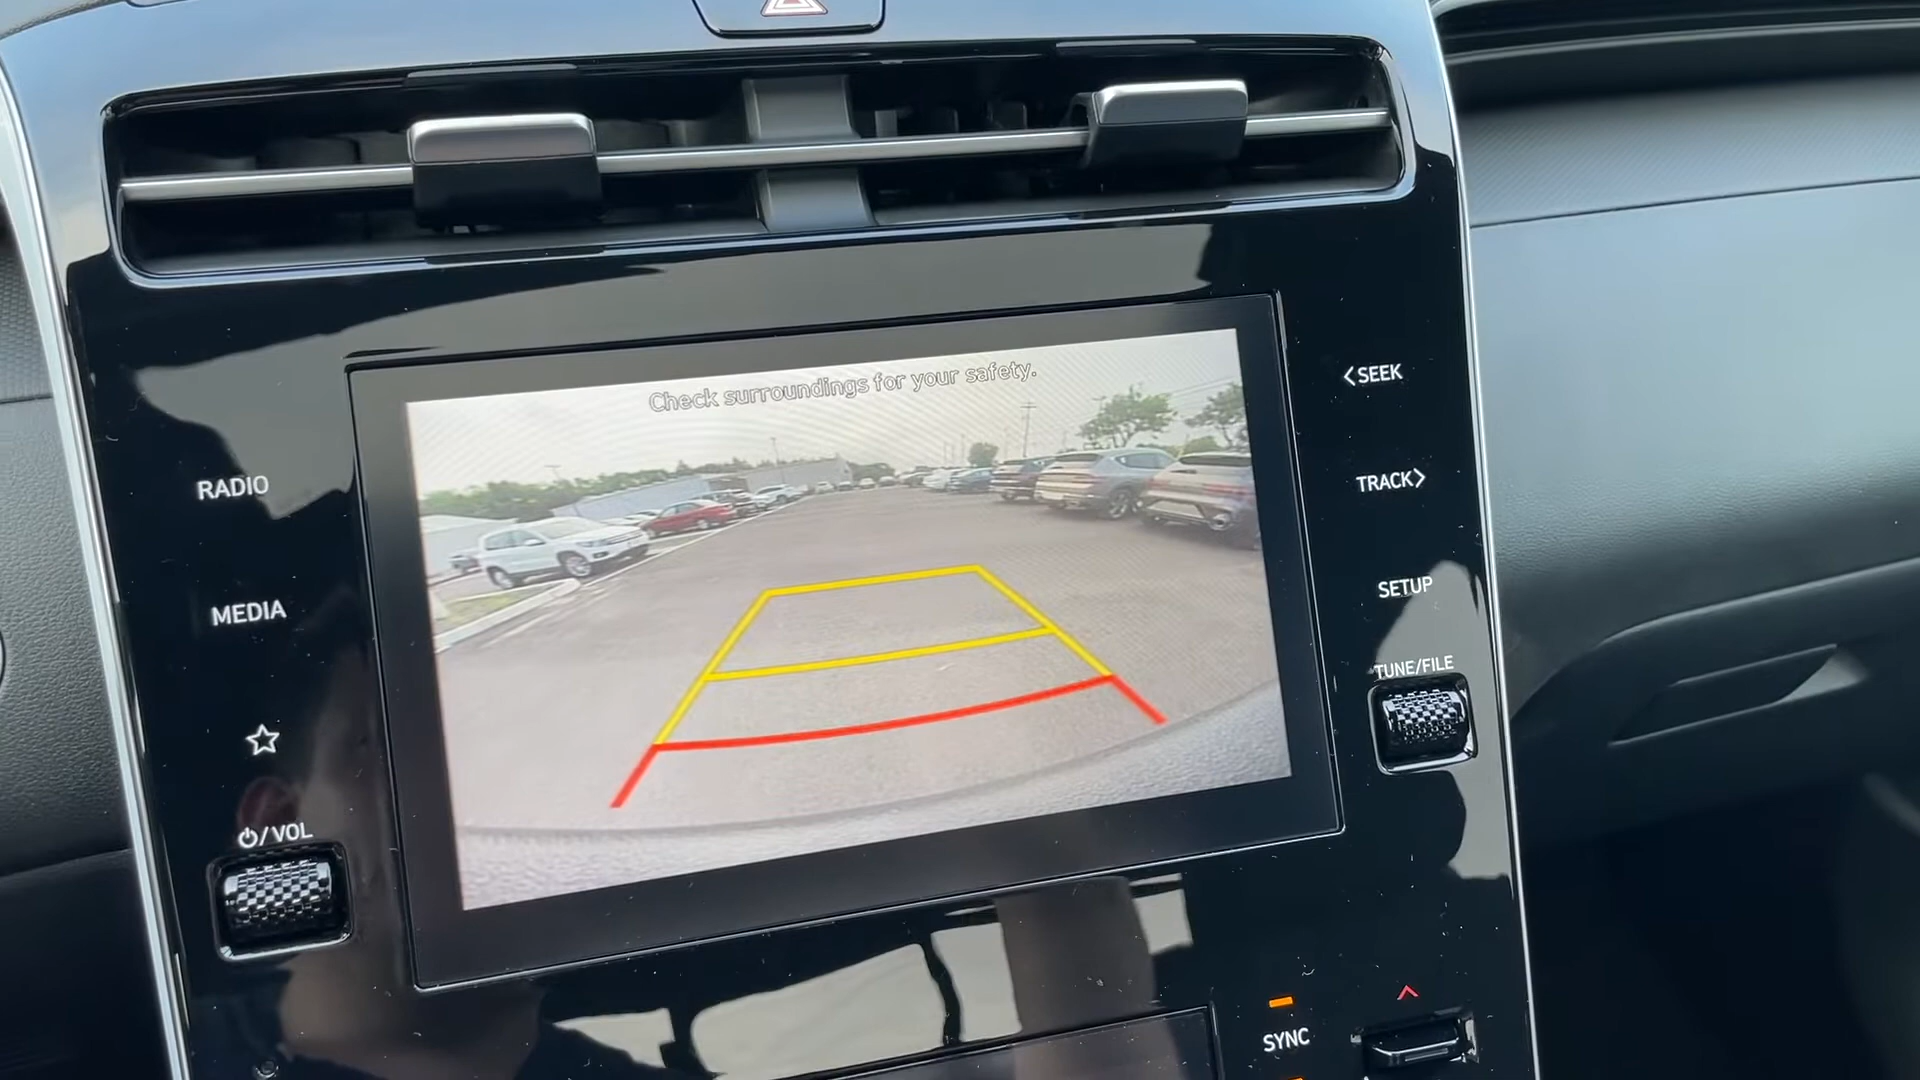 Check surroundings for your safety.
RADIO
MEDIA
/VOL
<SEEK
TRACK>
SETUP
TUNE/FILE
SYNC